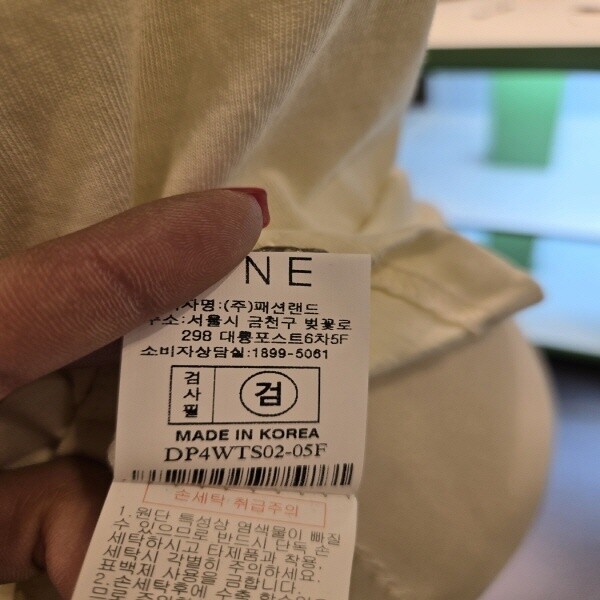 NE
사명:(주)패션랜드
주소:서울시 금천구 벚꽃로
298 대륭포스트6차5F
소비자상담실:1899-5061
검사필
검
MADE IN KOREA
DP4WTS02-05F
손세탁 취급주의
1.원단 특성상 염색물이 빠질
수 있으므로 반드시 단독 손
세탁하시고 타제품과 착용,
세탁시 각별히 주의하세요.
표백제 사용을 금합니다.
2.손세탁후에 수축